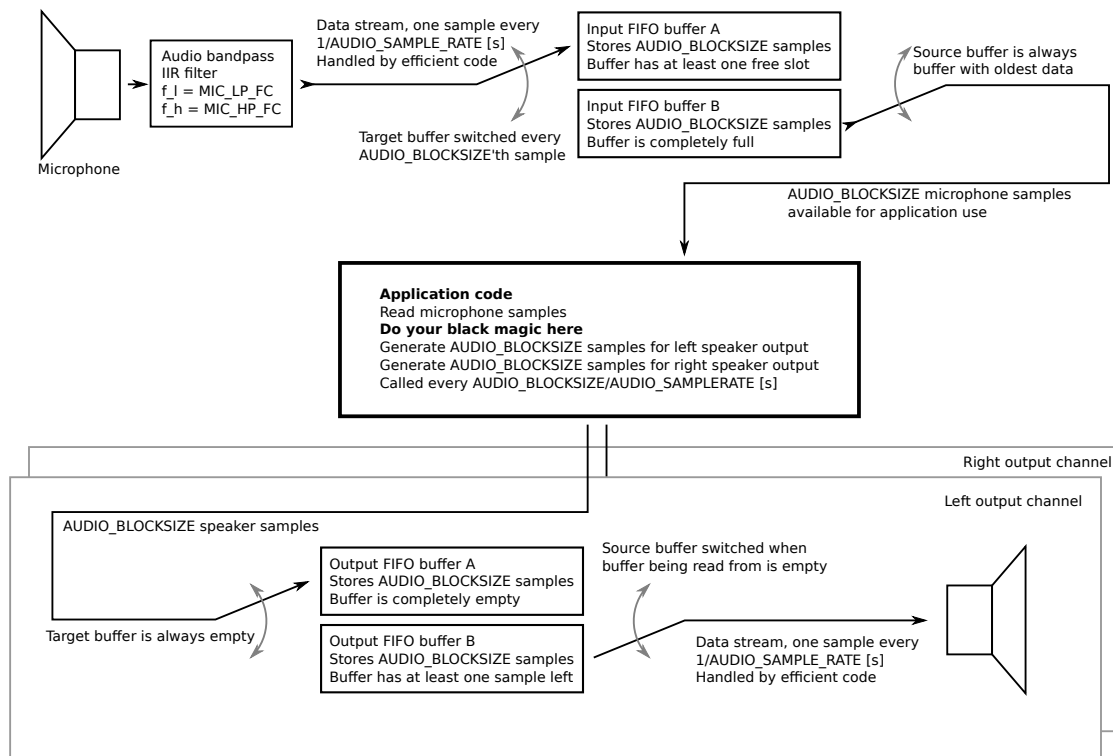 Data stream, one sample every
1/AUDIO_SAMPLE_RATE [s]
Handled by efficient code
Input FIFO buffer A
Stores AUDIO_BLOCKSIZE samples
Buffer has at least one free slot
Source buffer is always
buffer with oldest data
Audio bandpass
IIR filter
f_l = MIC_LP_FC
f_h = MIC_HP_FC
Input FIFO buffer B
Stores AUDIO_BLOCKSIZE samples
Buffer is completely full
Target buffer switched every
AUDIO_BLOCKSIZE'th sample
Microphone
AUDIO_BLOCKSIZE microphone samples
available for application use
Application code
Read microphone samples
Do your black magic here
Generate AUDIO_BLOCKSIZE samples for left speaker output
Generate AUDIO_BLOCKSIZE samples for right speaker output
Called every AUDIO_BLOCKSIZE/AUDIO_SAMPLERATE [s]
Right output channel
Left output channel
AUDIO_BLOCKSIZE speaker samples
Output FIFO buffer A
Stores AUDIO_BLOCKSIZE samples
Buffer is completely empty
Source buffer switched when
buffer being read from is empty
Target buffer is always empty
Output FIFO buffer B
Stores AUDIO_BLOCKSIZE samples
Buffer has at least one sample left
Data stream, one sample every
1/AUDIO_SAMPLE_RATE [s]
Handled by efficient code